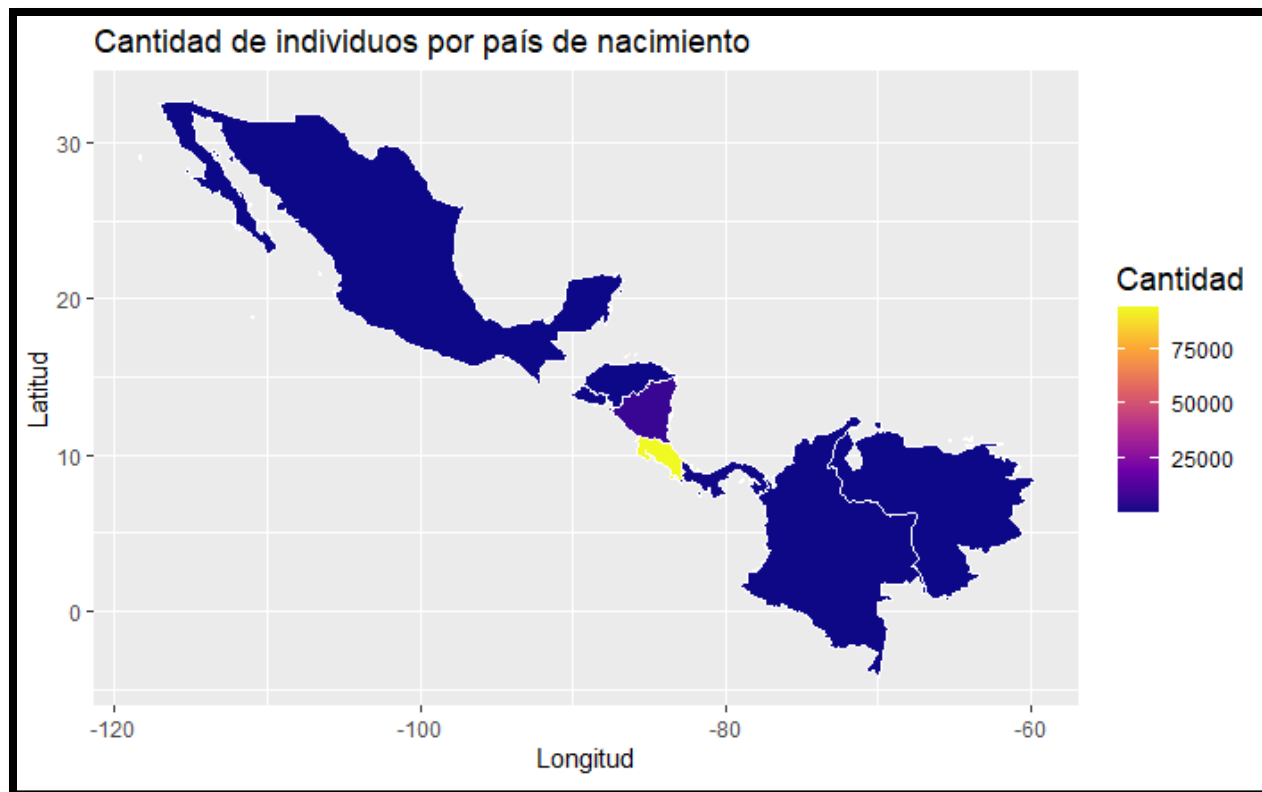 Cantidad de individuos por país de nacimiento
Latitud
30
20
10
0
-120
-100
-80
-60
Longitud
Cantidad
75000
50000
25000